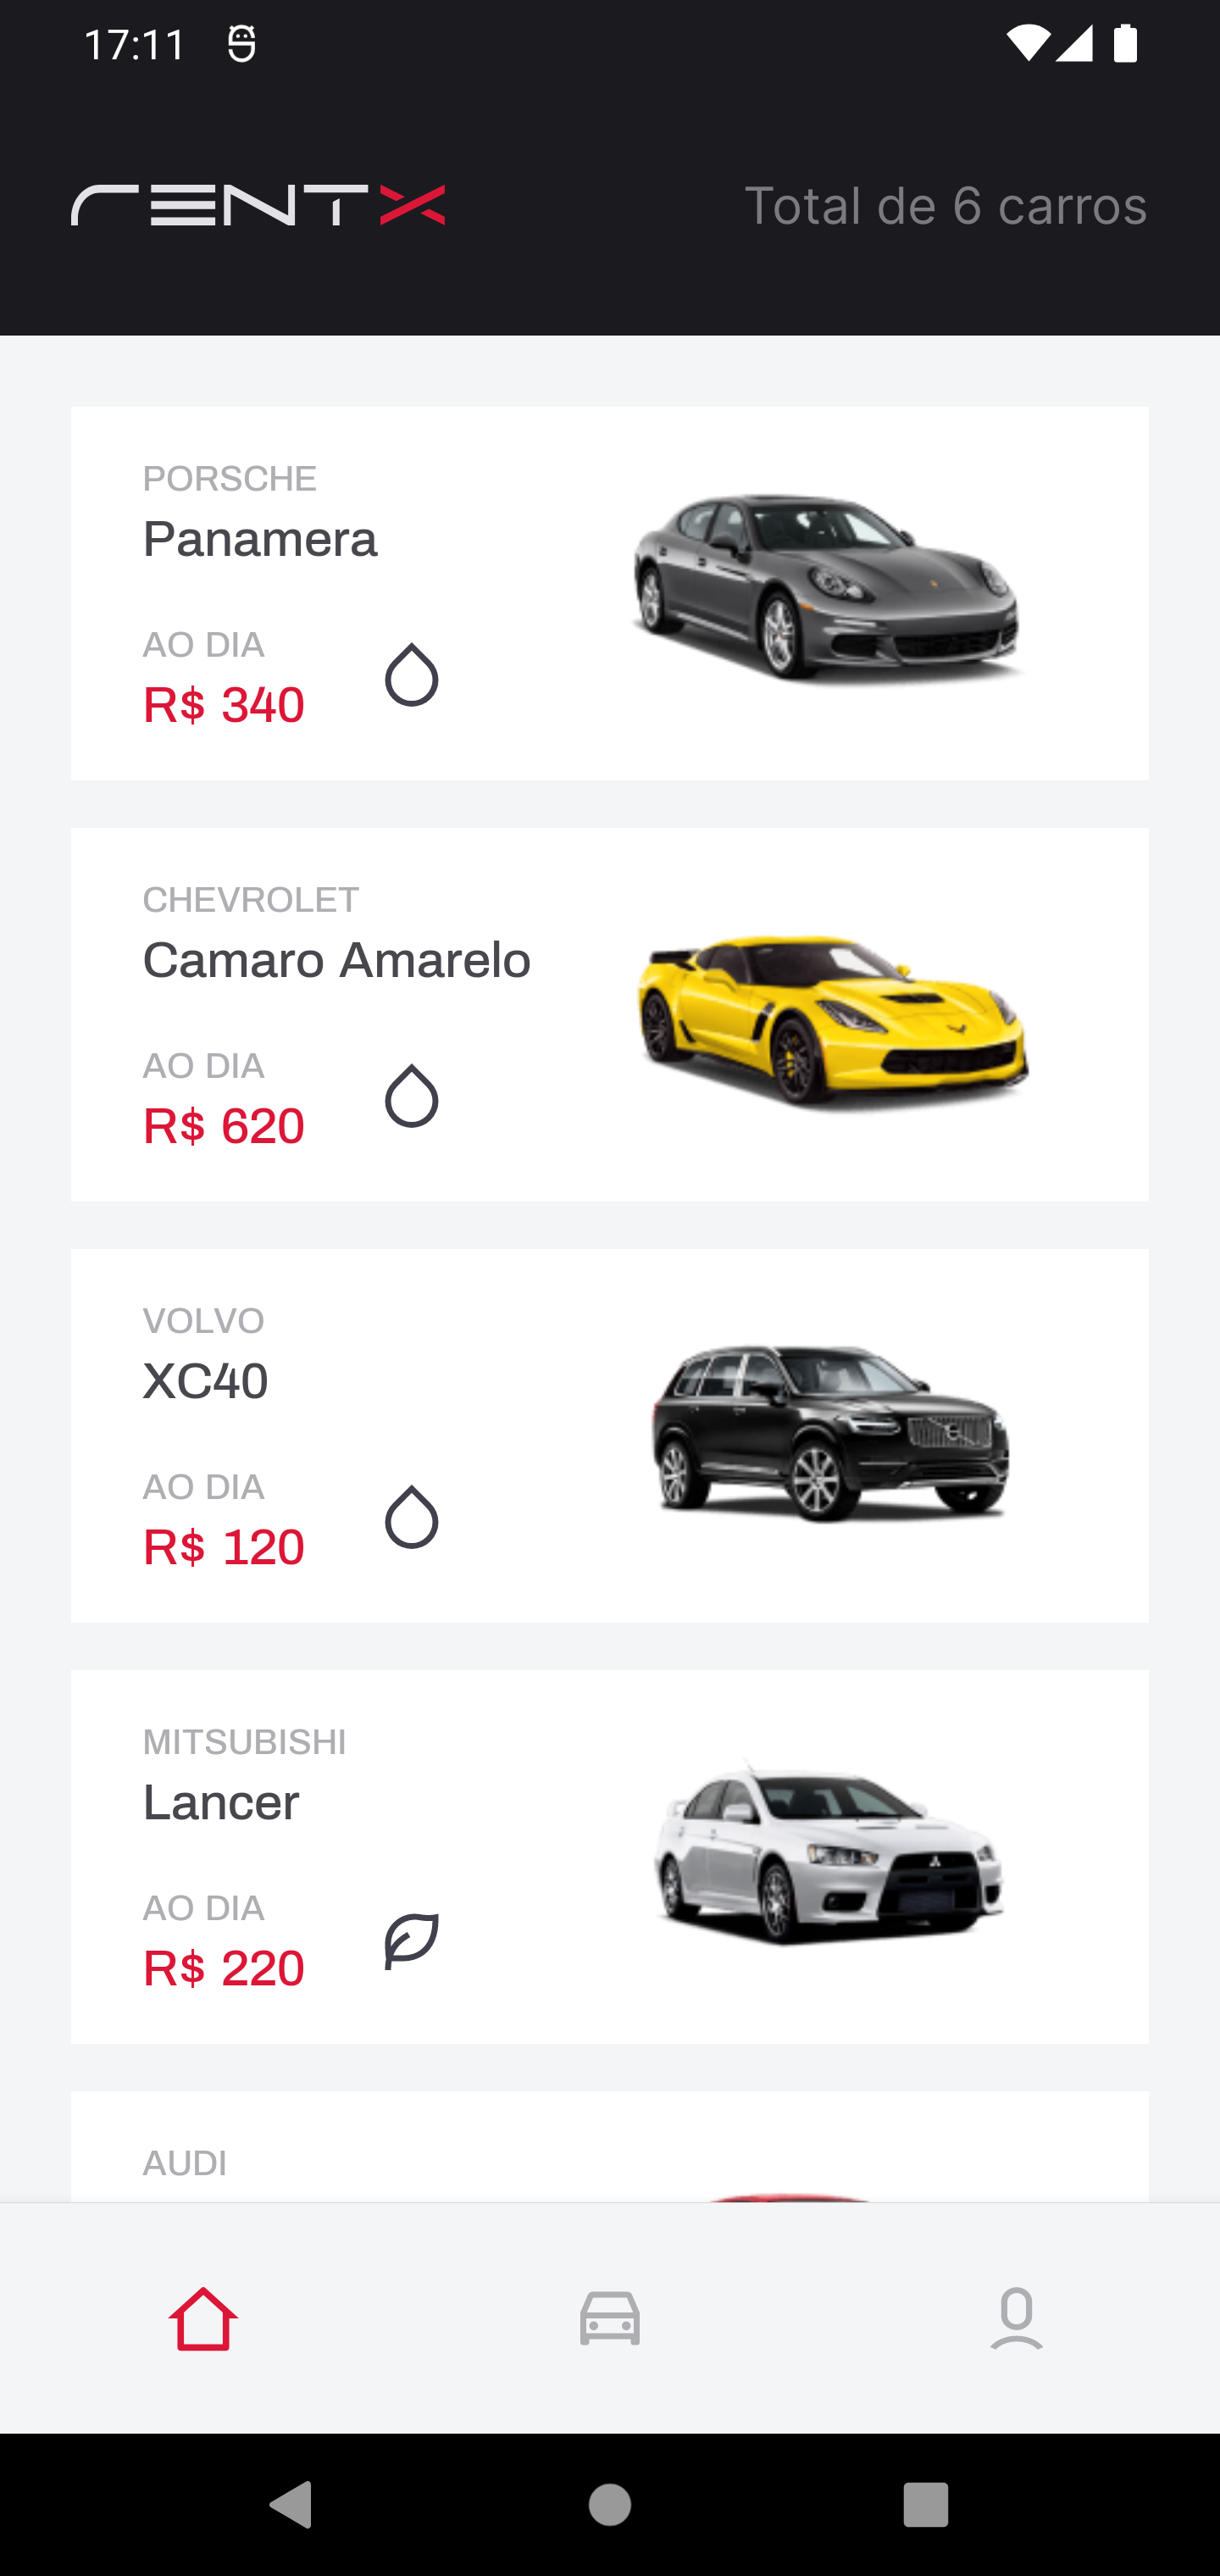 17:11
RENTX
Total de 6 carros
PORSCHE
Panamera
AO DIA
R$ 340
CHEVROLET
Camaro Amarelo
AO DIA
R$ 620
VOLVO
XC40
AO DIA
R$ 120
MITSUBISHI
Lancer
AO DIA
R$ 220
AUDI